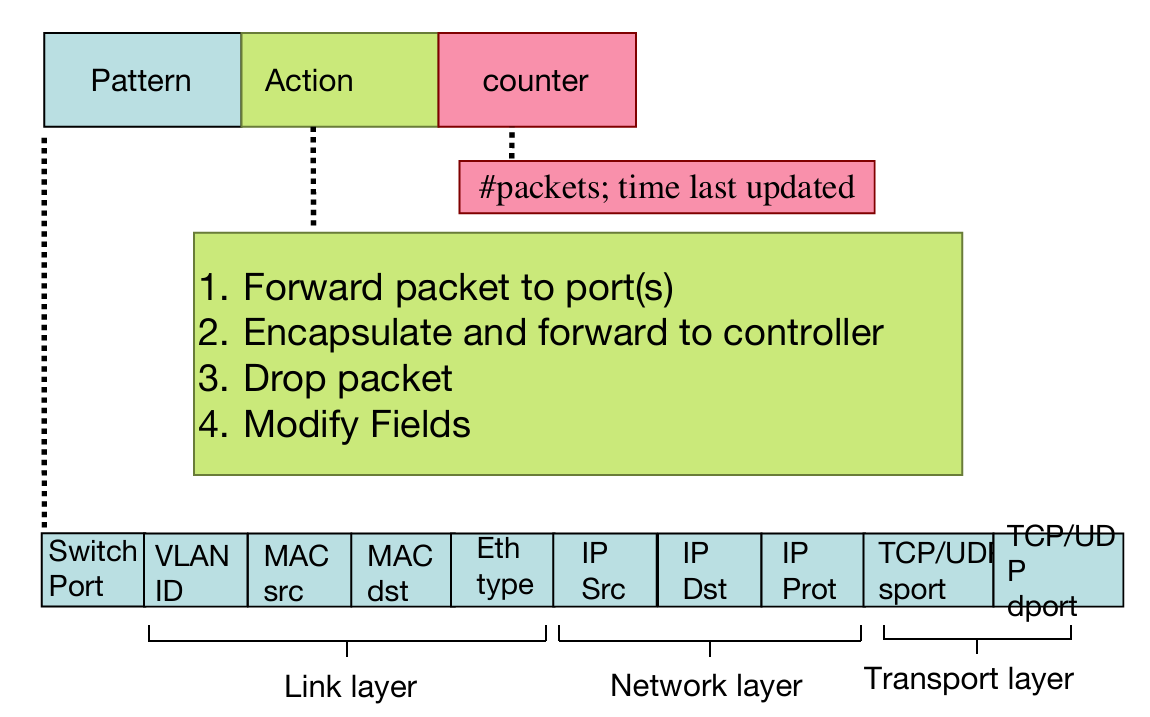 Pattern Action counter
#packets; time last updated
1. Forward packet to port(s)
2. Encapsulate and forward to controller
3. Drop packet
4. Modify Fields
Switch
Port
VLAN
ID
MAC
src
MAC
dst
Eth
type
IP
Src
IP
Dst
IP
Prot
TCP/UDP
sport
TCP/UD
P
dport
Link layer
Network layer
Transport layer